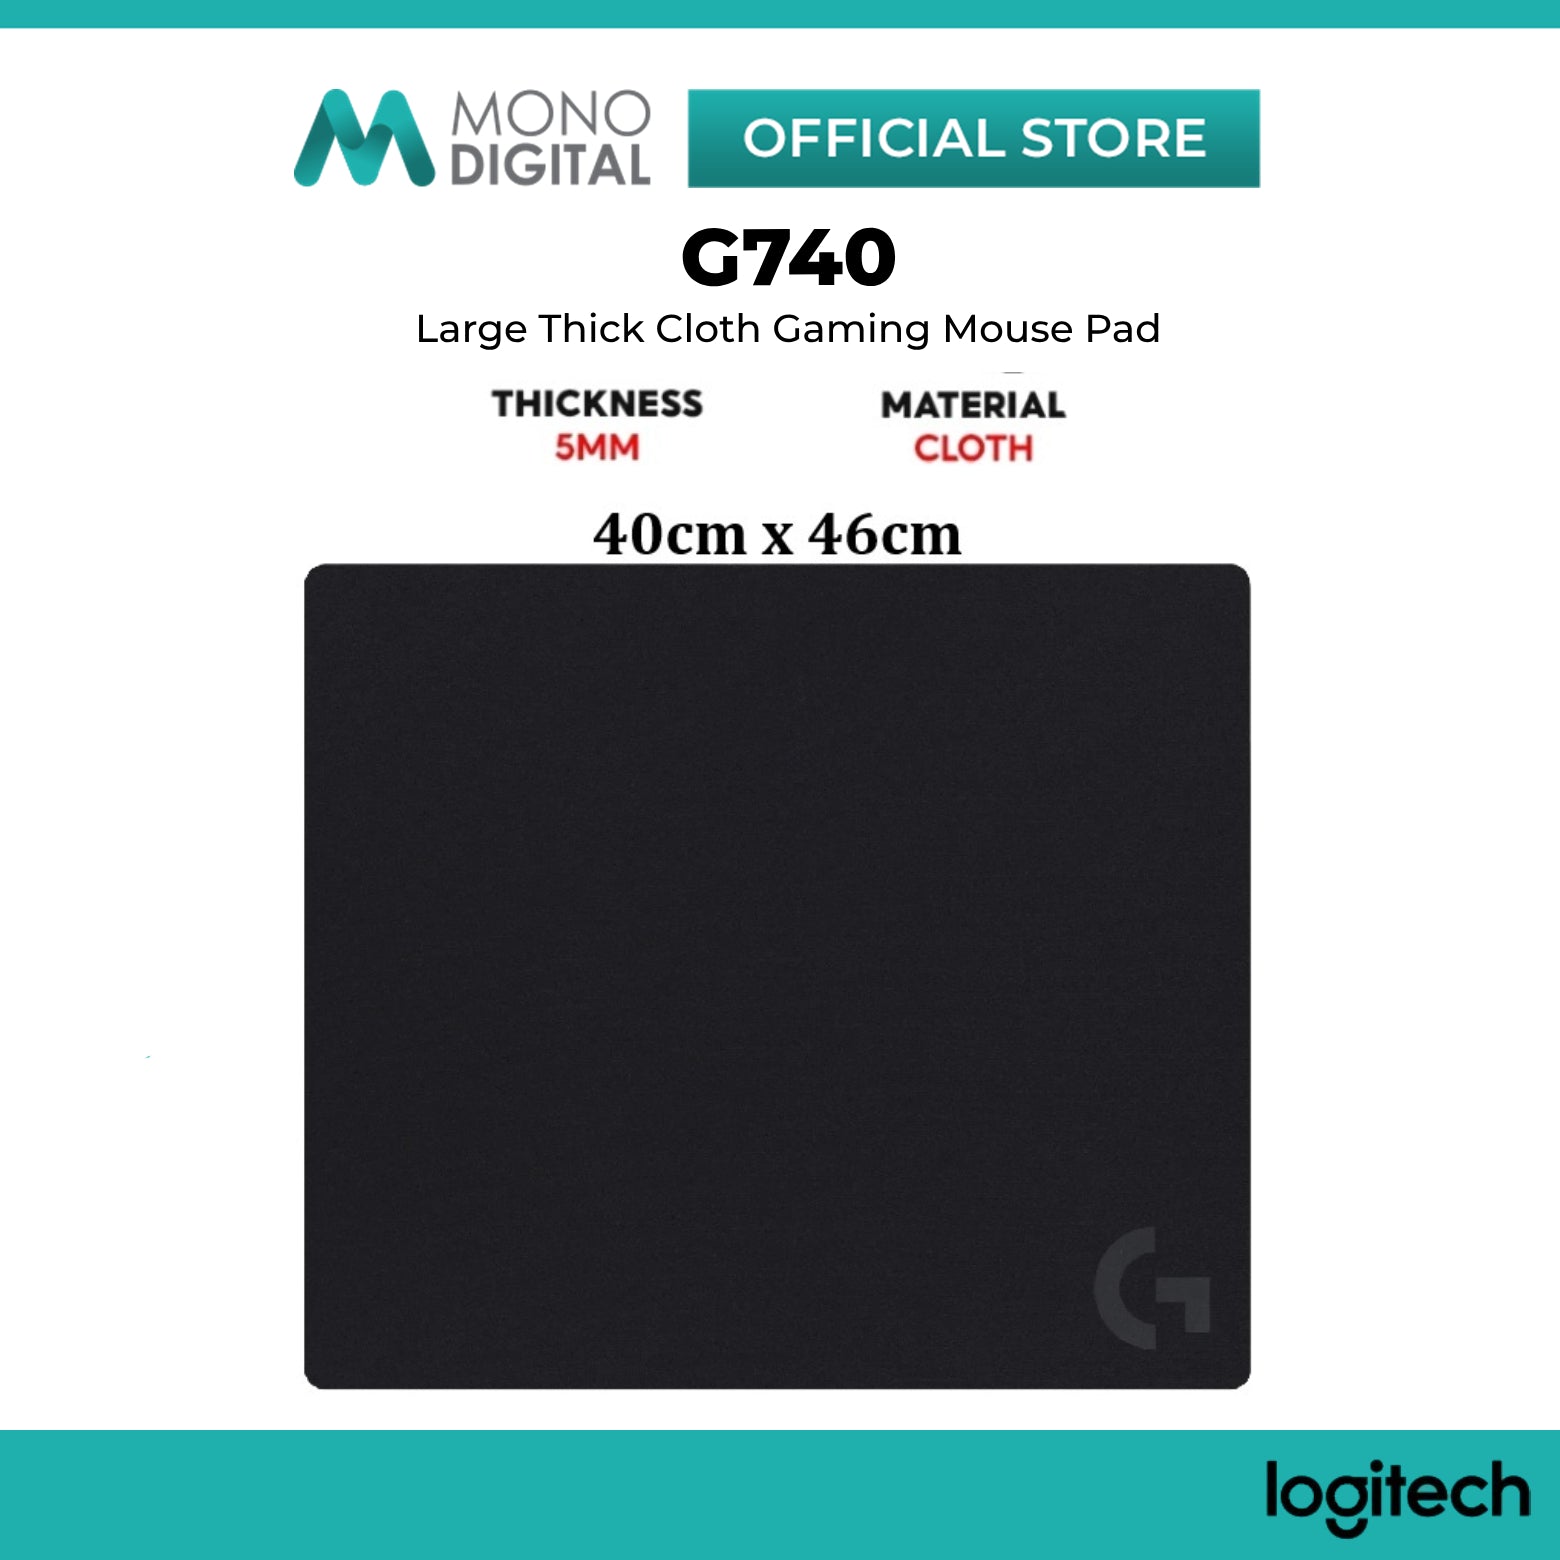 MONO
DIGITAL
OFFICIAL STORE
G740
Large Thick Cloth Gaming Mouse Pad
THICKNESS
5MM
MATERIAL
CLOTH
40cm x 46cm
G
logitech